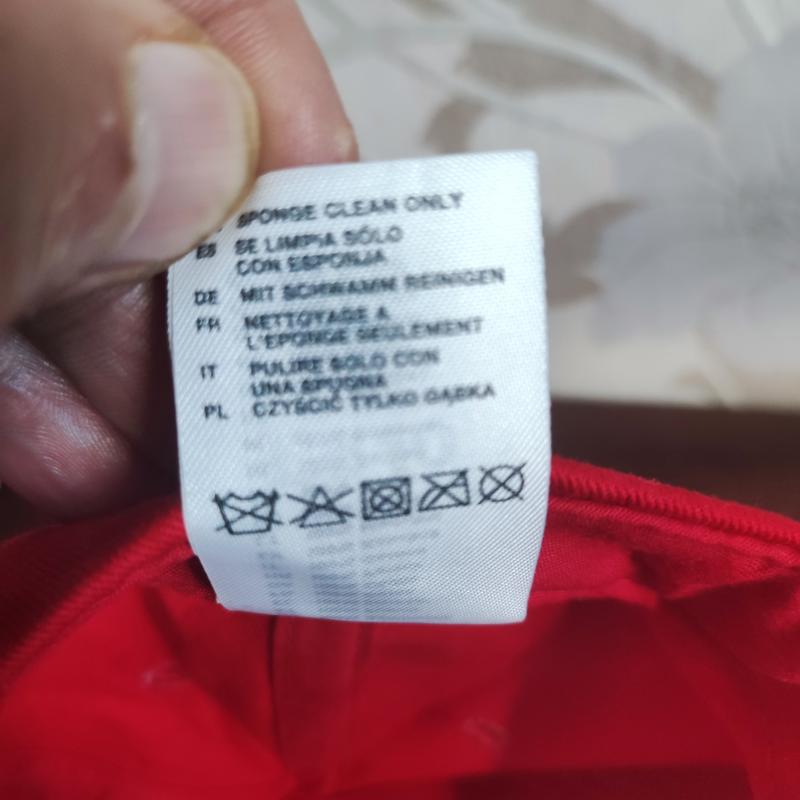 SPONGE CLEAN ONLY
ES SE LIMPIA SÓLO
CON ESPONJA
DE MIT SCHWAMM REINIGEN
FR NETTOYAGE A
L'EPONGE SEULEMENT
IT PULIRE SOLO CON
UNA SPUGNA
PL CZYŚCIĆ TYLKO GĄBKA